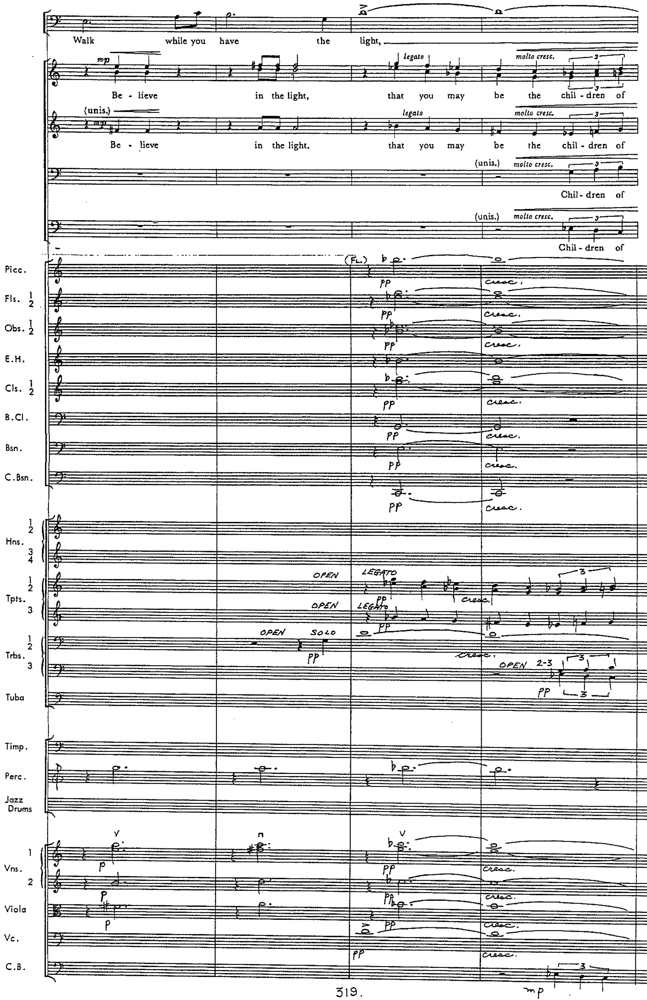 Walk while you have the light,
mp legato molto cresc. 3
Be - lieve in the light, that you may be the chil - dren of
3
(unis.) mp legato molto cresc. 3
Be - lieve in the light, that you may be the chil - dren of
(unis.) molto cresc. 3
Chil - dren of
(unis.) molto cresc. 3
Chil - dren of
Picc. (FL.) pp cresc.
Fls. 1 2 pp cresc.
Obs. 1 2 pp cresc.
E.H.
Cls. 1 2 pp cresc.
B.Cl. pp cresc.
Bsn. pp cresc.
C.Bsn. pp cresc.
Hns. 1 2
3 4
Tpts. 1 2 OPEN LEGATO pp cresc. 3
3 OPEN LEGATO pp
Trbs. 1 2 OPEN SOLO pp cresc.
3 OPEN 2-3 pp 3 3
Tuba
Timp.
Perc.
Jazz Drums
Vns. 1 p pp cresc.
2 p pp cresc.
Viola p pp cresc.
Vc. pp cresc.
C.B. mp 3
319.